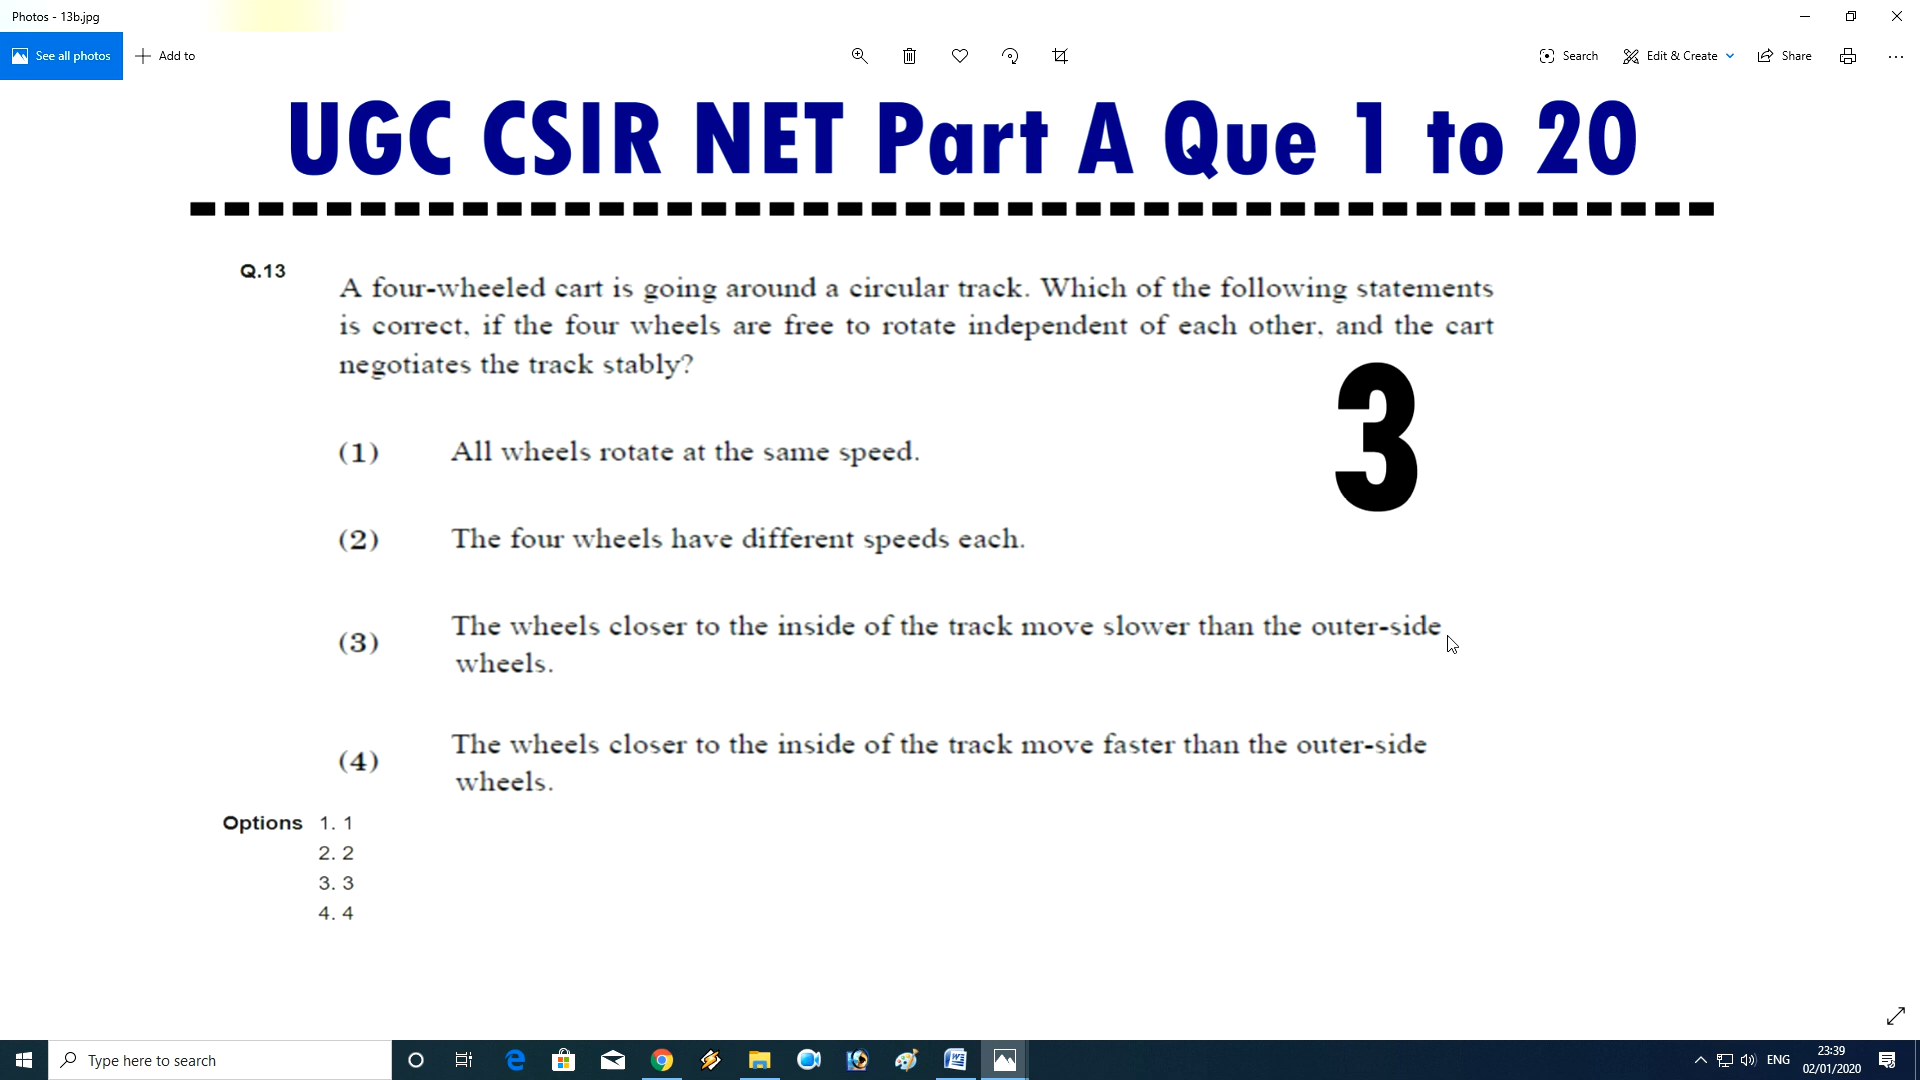 Photos - 13b.jpg
See all photos
Add to
Search
Edit & Create
Share
UGC CSIR NET Part A Que 1 to 20
Q.13
A four-wheeled cart is going around a circular track. Which of the following statements
is correct, if the four wheels are free to rotate independent of each other, and the cart
negotiates the track stably?
3
(1) All wheels rotate at the same speed.
(2) The four wheels have different speeds each.
(3) The wheels closer to the inside of the track move slower than the outer-side
wheels.
(4) The wheels closer to the inside of the track move faster than the outer-side
wheels.
Options 1. 1
2. 2
3. 3
4. 4
Type here to search
ENG
23:39
02/01/2020